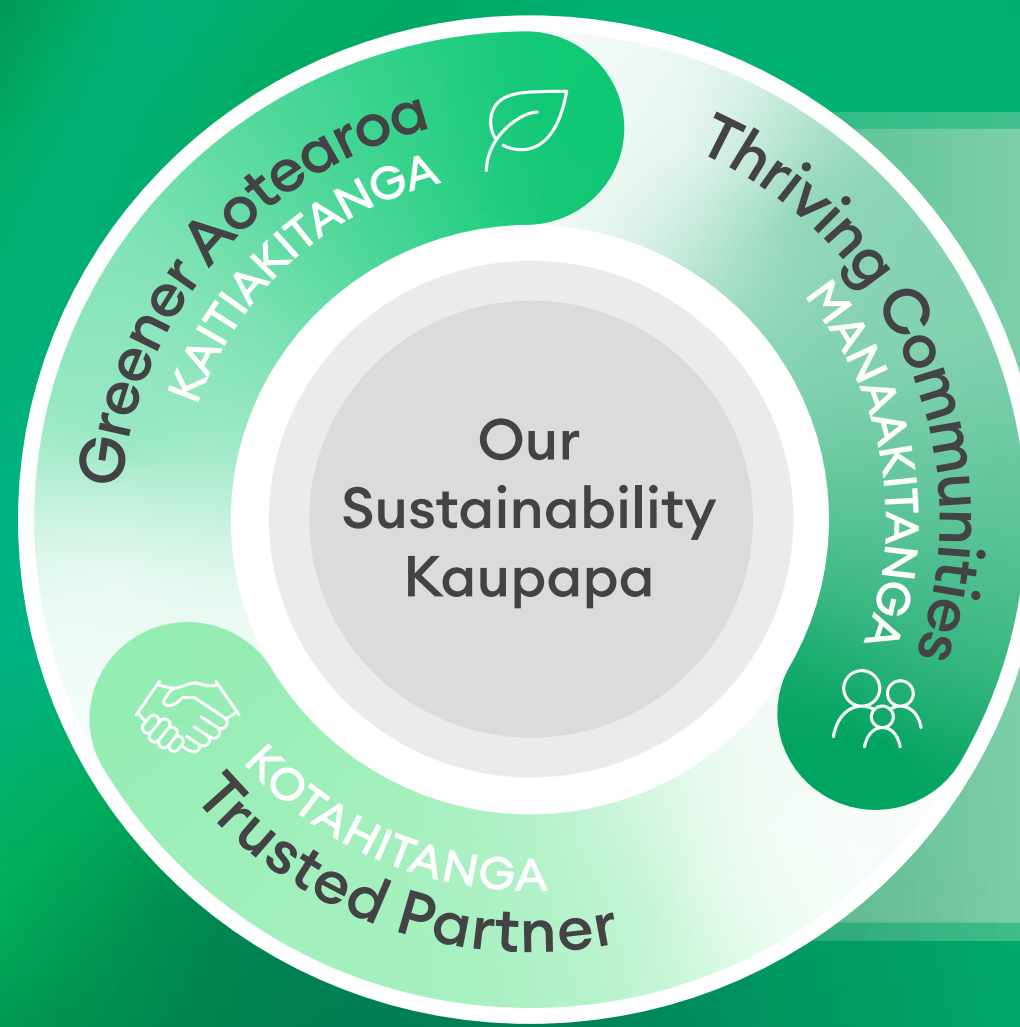 Greener Aotearoa
KAITIAKITANGA
Thriving Communities
MANAAKITANGA
Our
Sustainability
Kaupapa
KOTAHITANGA
Trusted Partner